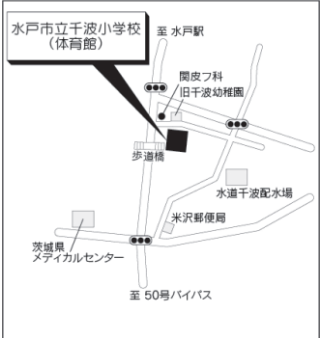 水戸市立千波小学校
（体育館）
至 水戸駅
関皮フ科
旧千波幼稚園
歩道橋
水道千波配水場
米沢郵便局
茨城県
メディカルセンター
至 50号バイパス